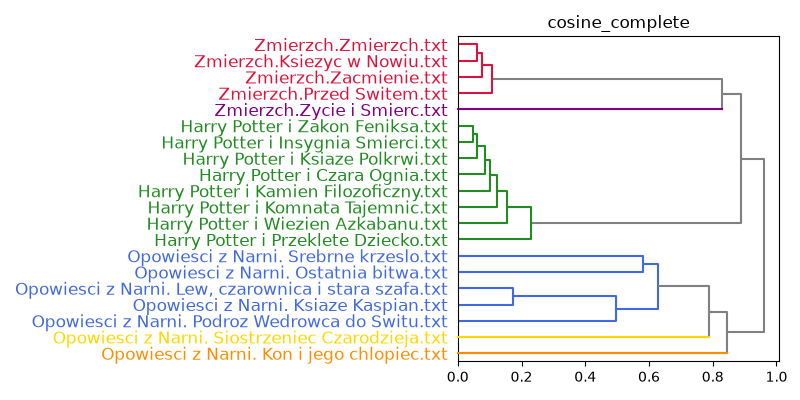 cosine_complete
Zmierzch.Zmierzch.txt
Zmierzch.Ksiezyc w Nowiu.txt
Zmierzch.Zacmienie.txt
Zmierzch.Przed Switem.txt
Zmierzch.Zycie i Smierc.txt
Harry Potter i Zakon Feniksa.txt
Harry Potter i Insygnia Smierci.txt
Harry Potter i Ksiaze Polkrwi.txt
Harry Potter i Czara Ognia.txt
Harry Potter i Kamien Filozoficzny.txt
Harry Potter i Komnata Tajemnic.txt
Harry Potter i Wiezien Azkabanu.txt
Harry Potter i Przeklete Dziecko.txt
Opowiesci z Narni. Srebrne krzeslo.txt
Opowiesci z Narni. Ostatnia bitwa.txt
Opowiesci z Narni. Lew, czarownica i stara szafa.txt
Opowiesci z Narni. Ksiaze Kaspian.txt
Opowiesci z Narni. Podroz Wedrowca do Switu.txt
Opowiesci z Narni. Siostrzeniec Czarodzieja.txt
Opowiesci z Narni. Kon i jego chlopiec.txt
0.0 0.2 0.4 0.6 0.8 1.0